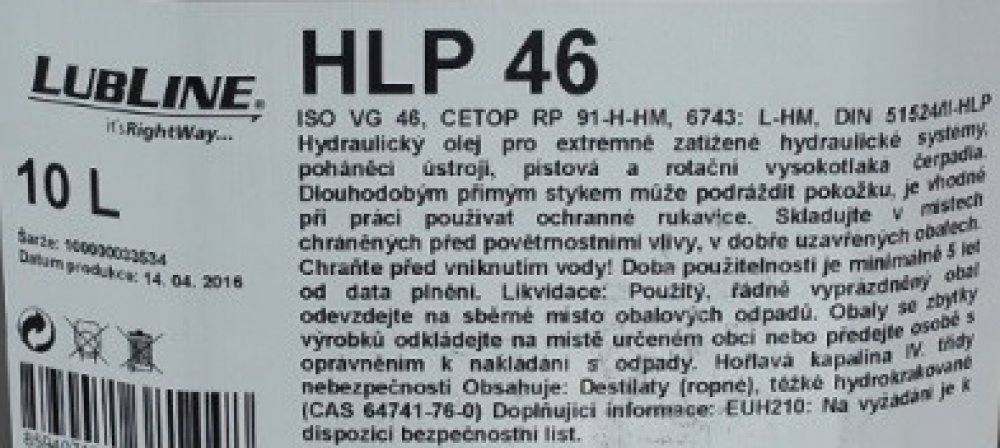 LUBLINE®
it'sRightWay...
10 L
Šarže: 100000033534
Datum produkce: 14. 04. 2016
HLP 46
ISO VG 46, CETOP RP 91-H-HM, 6743: L-HM, DIN 51524/II-HLP
Hydraulický olej pro extrémně zatížené hydraulické systémy,
poháněcí ústrojí, pístová a rotační vysokotlaká čerpadla.
Dlouhodobým přímým stykem může podráždit pokožku, je vhodné
při práci používat ochranné rukavice. Skladujte v místech
chráněných před povětrnostními vlivy, v dobře uzavřených obalech.
Chraňte před vniknutím vody! Doba použitelnosti je minimálně 5 let
od data plnění. Likvidace: Použitý, řádně vyprázdněný obal
odevzdejte na sběrné místo obalových odpadů. Obaly se zbytky
výrobků odkládejte na místě určeném obcí nebo předejte osobě s
oprávněním k nakládání s odpady. Hořlavá kapalina IV. třídy
nebezpečnosti Obsahuje: Destiláty (ropné), těžké hydrokrakované
(CAS 64741-76-0) Doplňující informace: EUH210: Na vyžádání je k
dispozici bezpečnostní list.